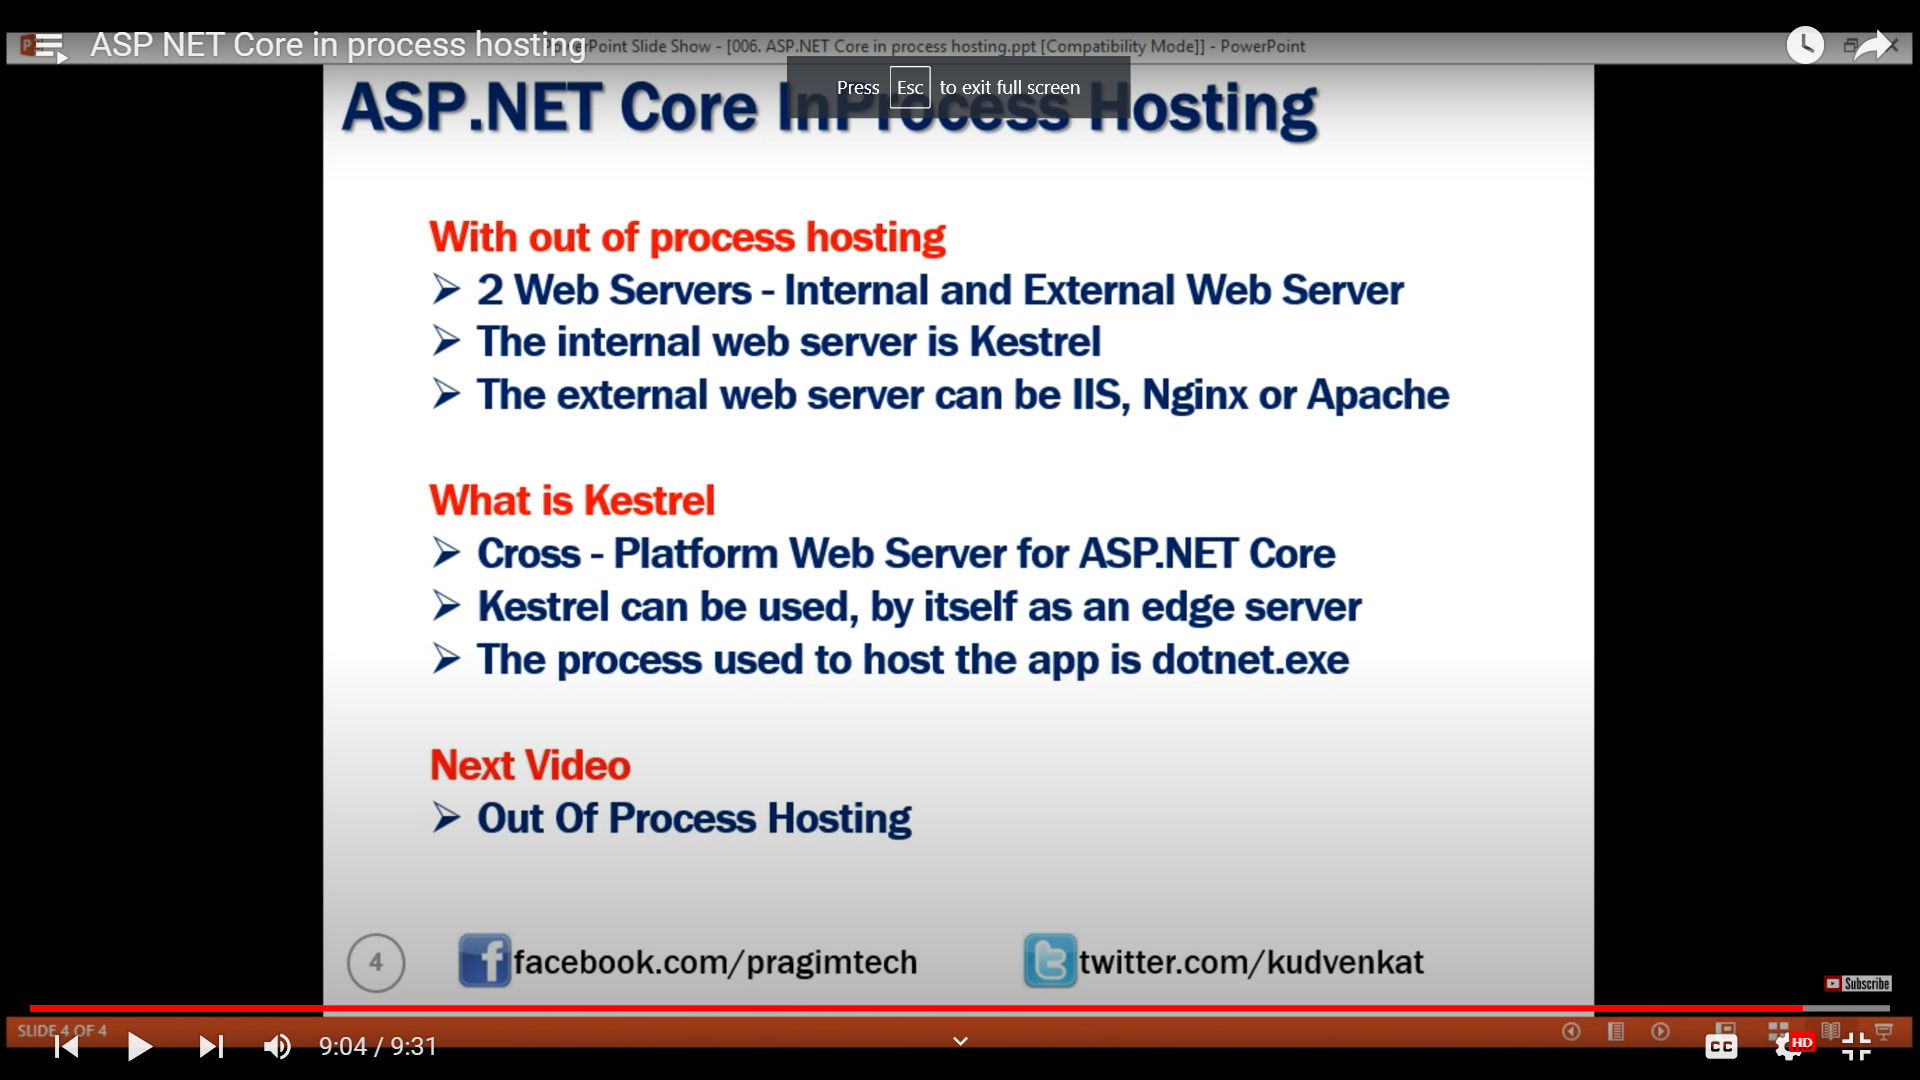 ASP NET Core in process hosting
PowerPoint Slide Show - [006. ASP.NET Core in process hosting.ppt [Compatibility Mode]] - PowerPoint
Press Esc to exit full screen
ASP.NET Core InProcess Hosting
With out of process hosting
2 Web Servers - Internal and External Web Server
The internal web server is Kestrel
The external web server can be IIS, Nginx or Apache
What is Kestrel
Cross - Platform Web Server for ASP.NET Core
Kestrel can be used, by itself as an edge server
The process used to host the app is dotnet.exe
Next Video
Out Of Process Hosting
4
facebook.com/pragimtech
twitter.com/kudvenkat
Subscribe
SLIDE 4 OF 4
9:04 / 9:31
CC
HD